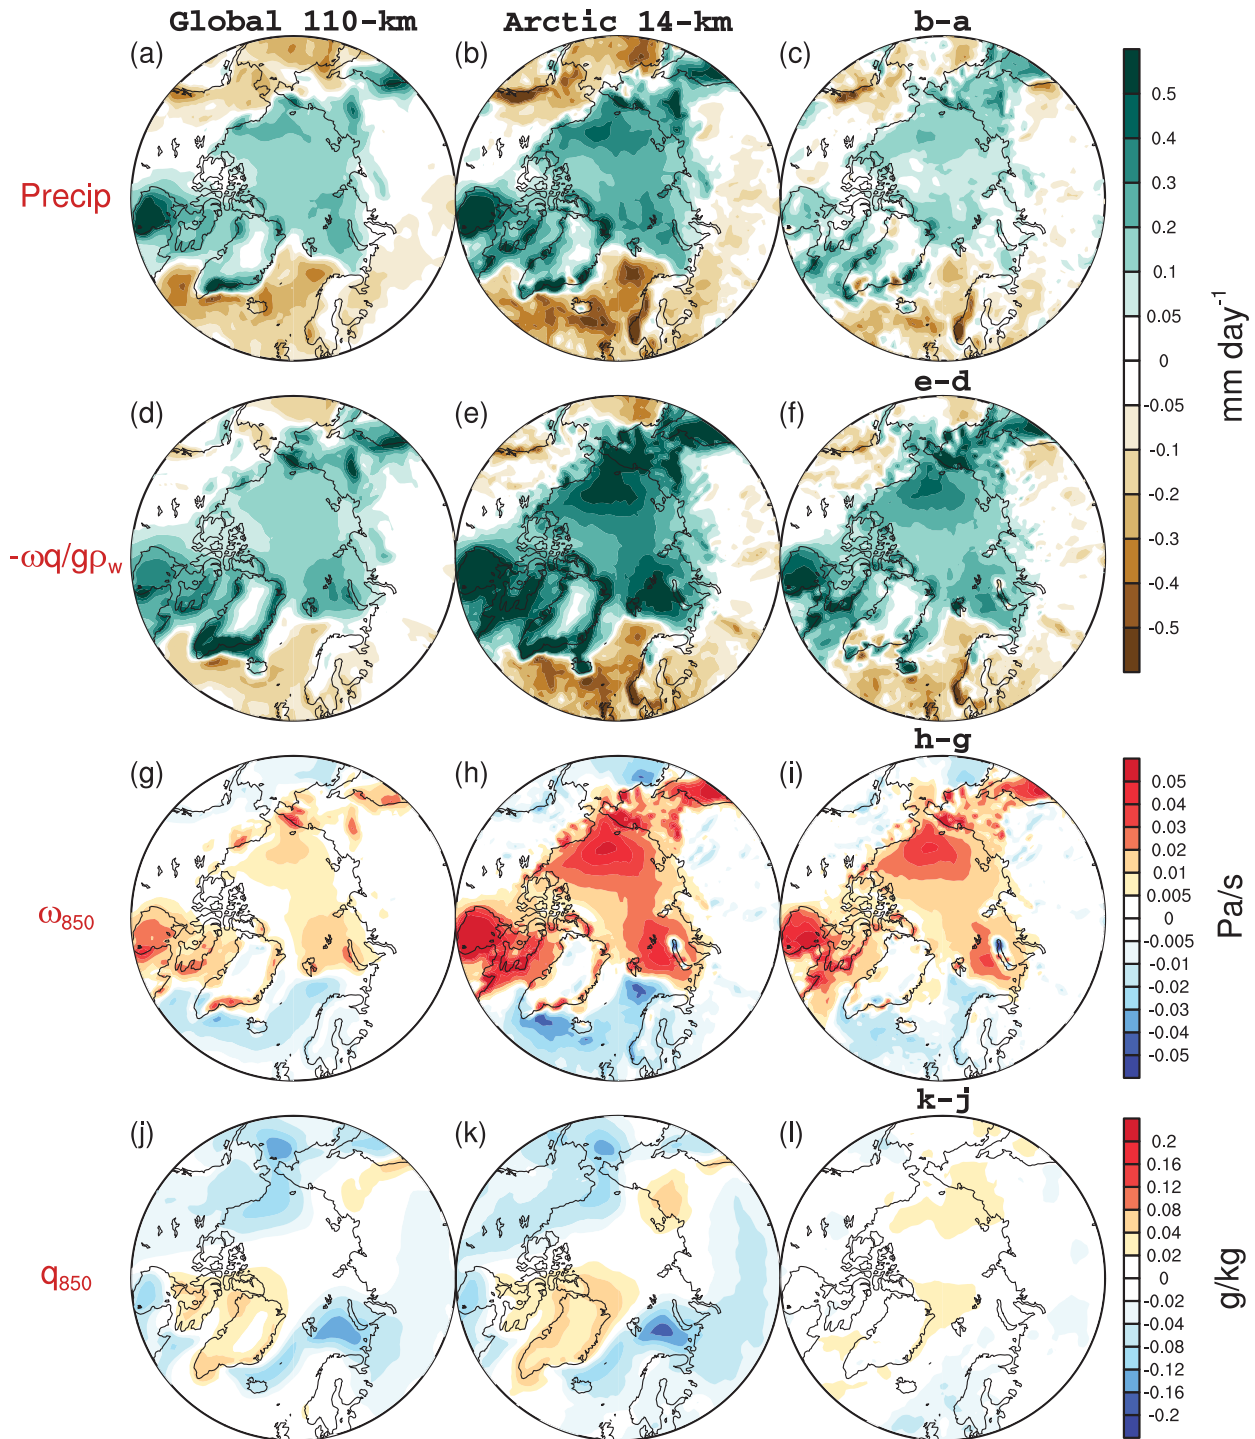 Global 110-km
Arctic 14-km
b-a
(a)
(b)
(c)
Precip
0.5
0.4
0.3
0.2
0.1
0.05
0
-0.05
-0.1
-0.2
-0.3
-0.4
-0.5
mm day⁻¹
e-d
(d)
(e)
(f)
-ωq/gρw
h-g
(g)
(h)
(i)
ω850
0.05
0.04
0.03
0.02
0.01
0.005
0
-0.005
-0.01
-0.02
-0.03
-0.04
-0.05
Pa/s
k-j
(j)
(k)
(l)
q850
0.2
0.16
0.12
0.08
0.04
0.02
0
-0.02
-0.04
-0.08
-0.12
-0.16
-0.2
g/kg